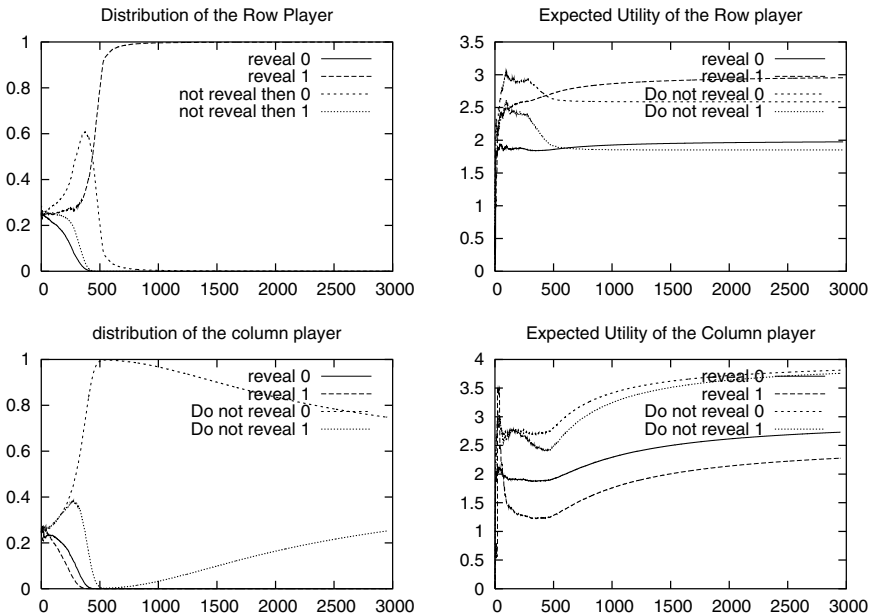 Distribution of the Row Player
1
0.8
0.6
0.4
0.2
0
0 500 1000 1500 2000 2500 3000
reveal 0
reveal 1
not reveal then 0
not reveal then 1
Expected Utility of the Row player
3.5
3
2.5
2
1.5
1
0.5
0
0 500 1000 1500 2000 2500 3000
reveal 0
reveal 1
Do not reveal 0
Do not reveal 1
distribution of the column player
1
0.8
0.6
0.4
0.2
0
0 500 1000 1500 2000 2500 3000
reveal 0
reveal 1
Do not reveal 0
Do not reveal 1
Expected Utility of the Column player
4
3.5
3
2.5
2
1.5
1
0.5
0
0 500 1000 1500 2000 2500 3000
reveal 0
reveal 1
Do not reveal 0
Do not reveal 1